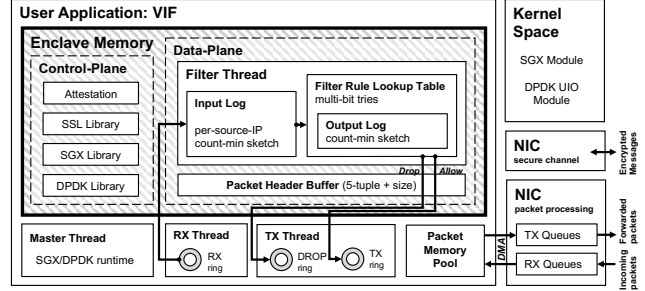 User Application: VIF
Enclave Memory
Control-Plane
Attestation
SSL Library
SGX Library
DPDK Library
Data-Plane
Filter Thread
Input Log
per-source-IP
count-min sketch
Filter Rule Lookup Table
multi-bit tries
Output Log
count-min sketch
Drop
Allow
Packet Header Buffer (5-tuple + size)
Master Thread
SGX/DPDK runtime
RX Thread
RX
ring
TX Thread
DROP
ring
TX
ring
Packet
Memory
Pool
DMA
Kernel
Space
SGX Module
DPDK UIO
Module
NIC
secure channel
Encrypted
Messages
NIC
packet processing
TX Queues
RX Queues
Forwarded
packets
Incoming
packets